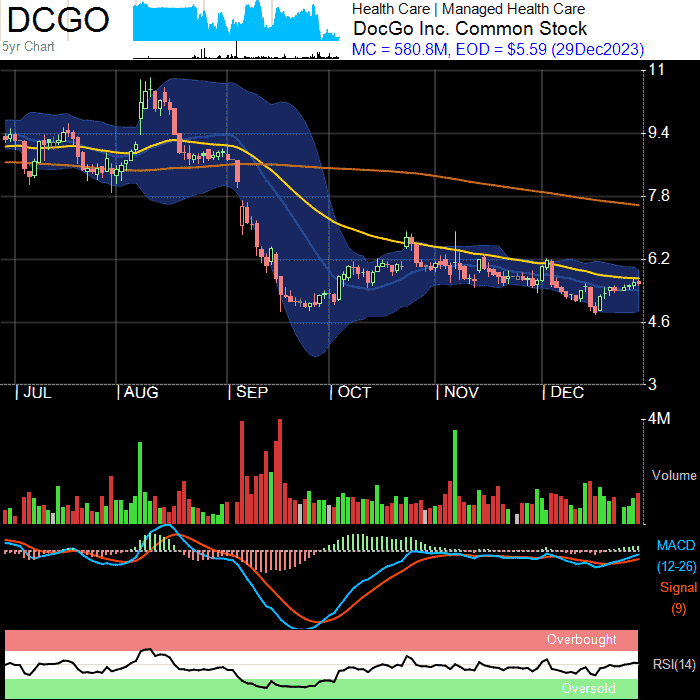 DCGO
5yr Chart
Health Care | Managed Health Care
DocGo Inc. Common Stock
MC = 580.8M, EOD = $5.59 (29Dec2023)
11
9.4
7.8
6.2
4.6
3
| JUL | AUG | SEP | OCT | NOV | DEC
4M
Volume
MACD
(12-26)
Signal
(9)
Overbought
RSI(14)
Oversold